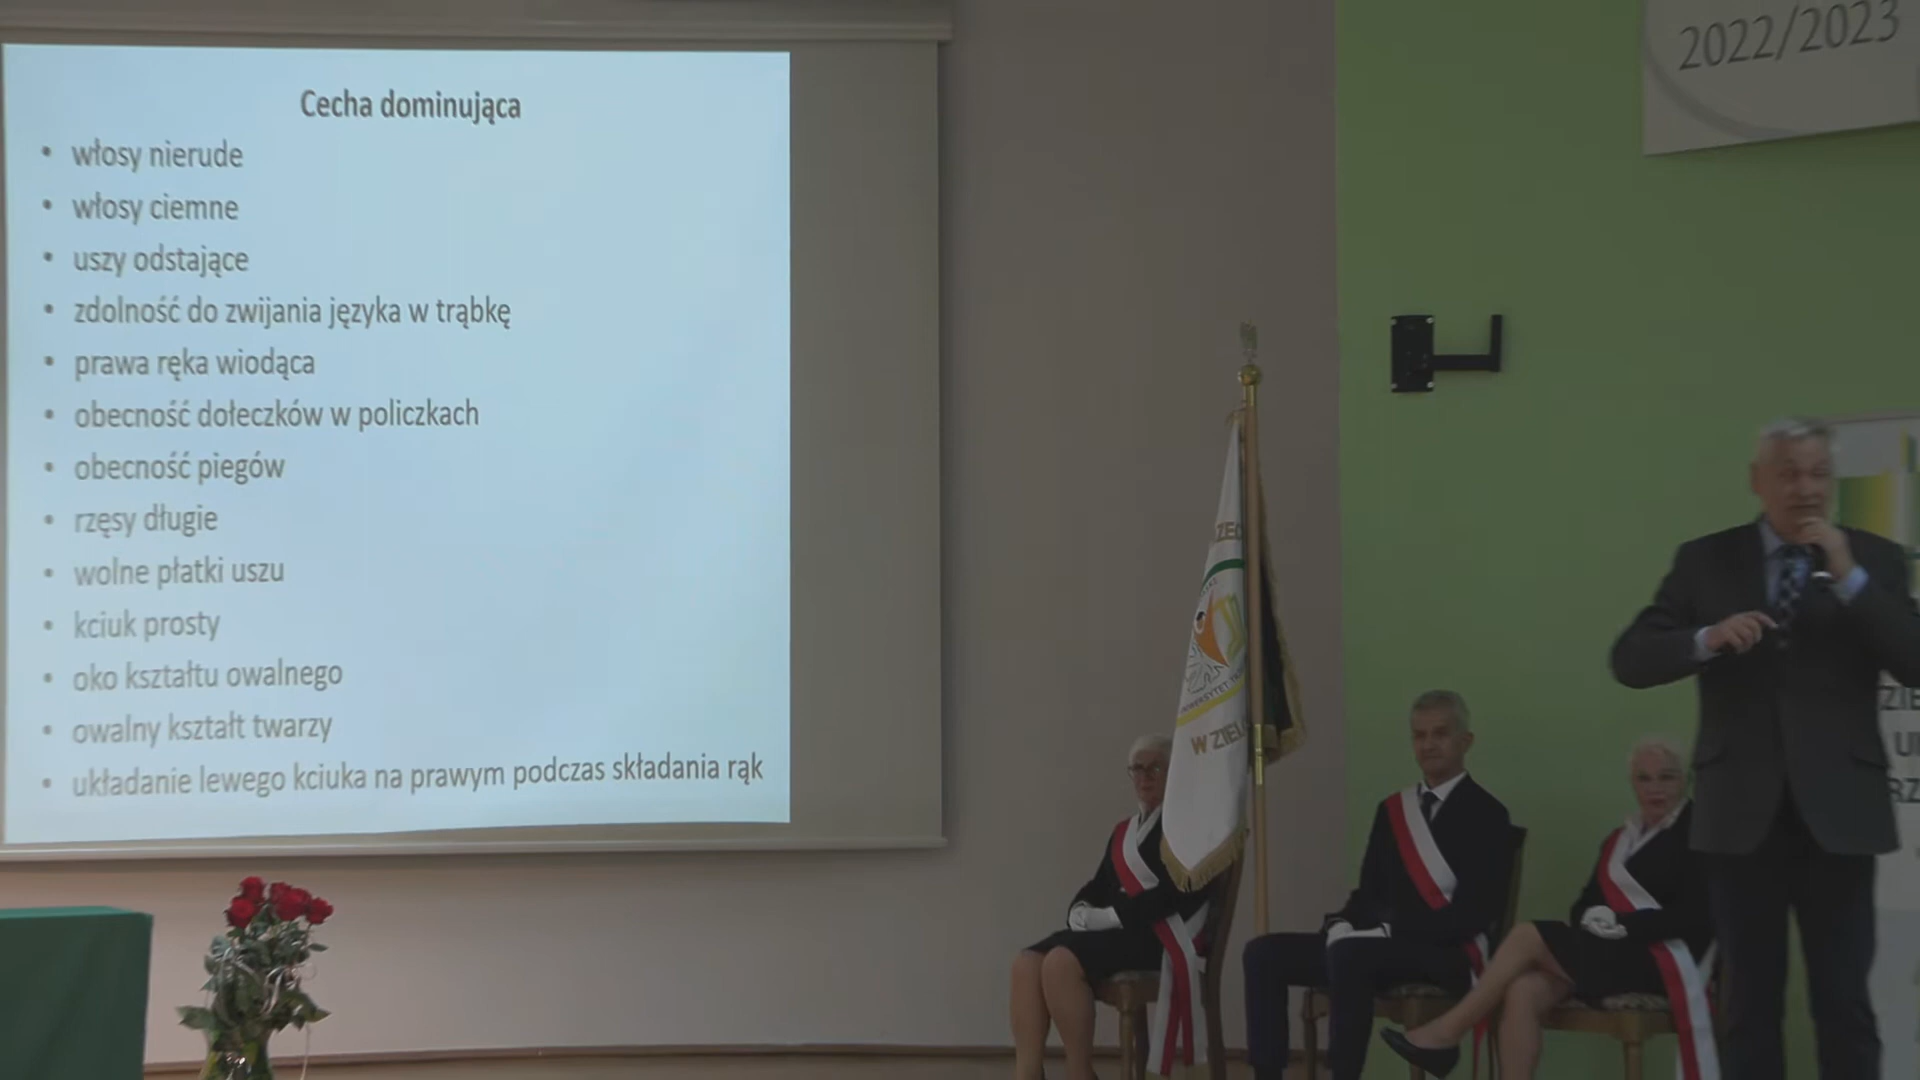 Cecha dominująca
• włosy nierude
• włosy ciemne
• uszy odstające
• zdolność do zwijania języka w trąbkę
• prawa ręka wiodąca
• obecność dołeczków w policzkach
• obecność piegów
• rzęsy długie
• wolne płatki uszu
• kciuk prosty
• oko kształtu owalnego
• owalny kształt twarzy
• układanie lewego kciuka na prawym podczas składania rąk
2022/2023
W ZIEL